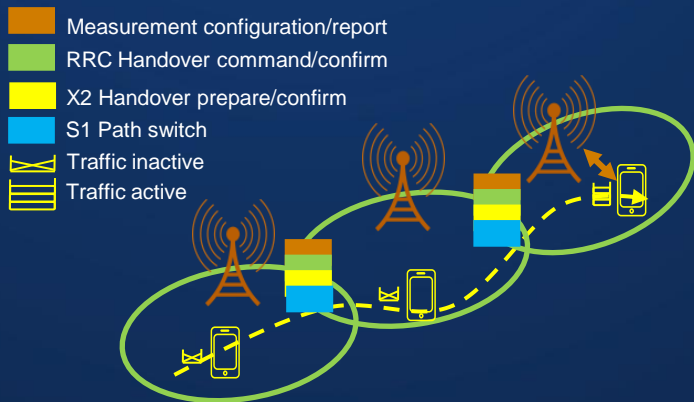 Measurement configuration/report
RRC Handover command/confirm
X2 Handover prepare/confirm
S1 Path switch
Traffic inactive
Traffic active